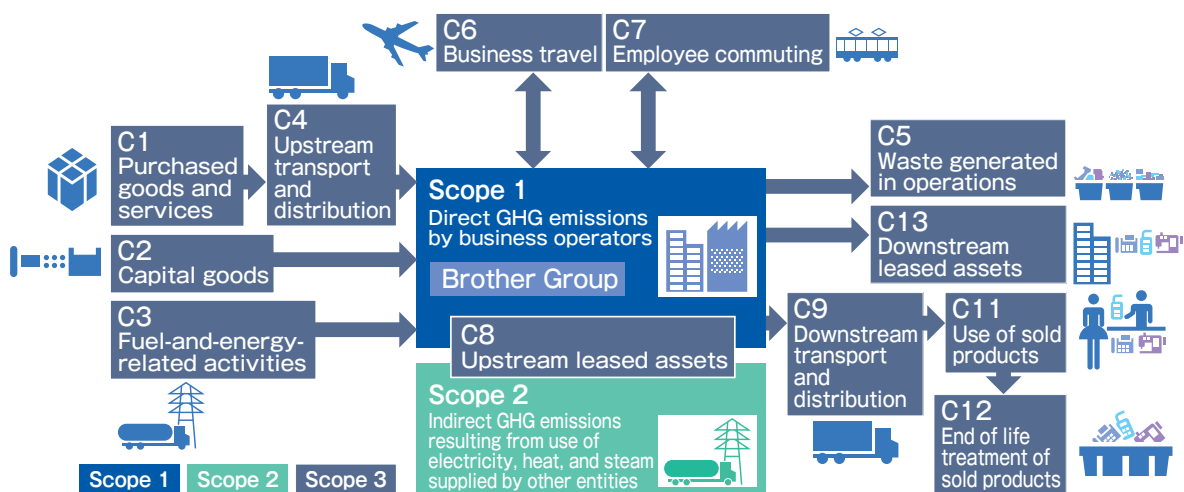 C6
Business travel
C7
Employee commuting
C1
Purchased
goods and
services
C4
Upstream
transport
and
distribution
C2
Capital goods
C3
Fuel-and-energy-
related activities
Scope 1
Direct GHG emissions
by business operators
Brother Group
C8
Upstream leased assets
Scope 2
Indirect GHG emissions
resulting from use of
electricity, heat, and steam
supplied by other entities
C5
Waste generated
in operations
C13
Downstream
leased assets
C9
Downstream
transport
and
distribution
C11
Use of sold
products
C12
End of life
treatment of
sold products
Scope 1
Scope 2
Scope 3